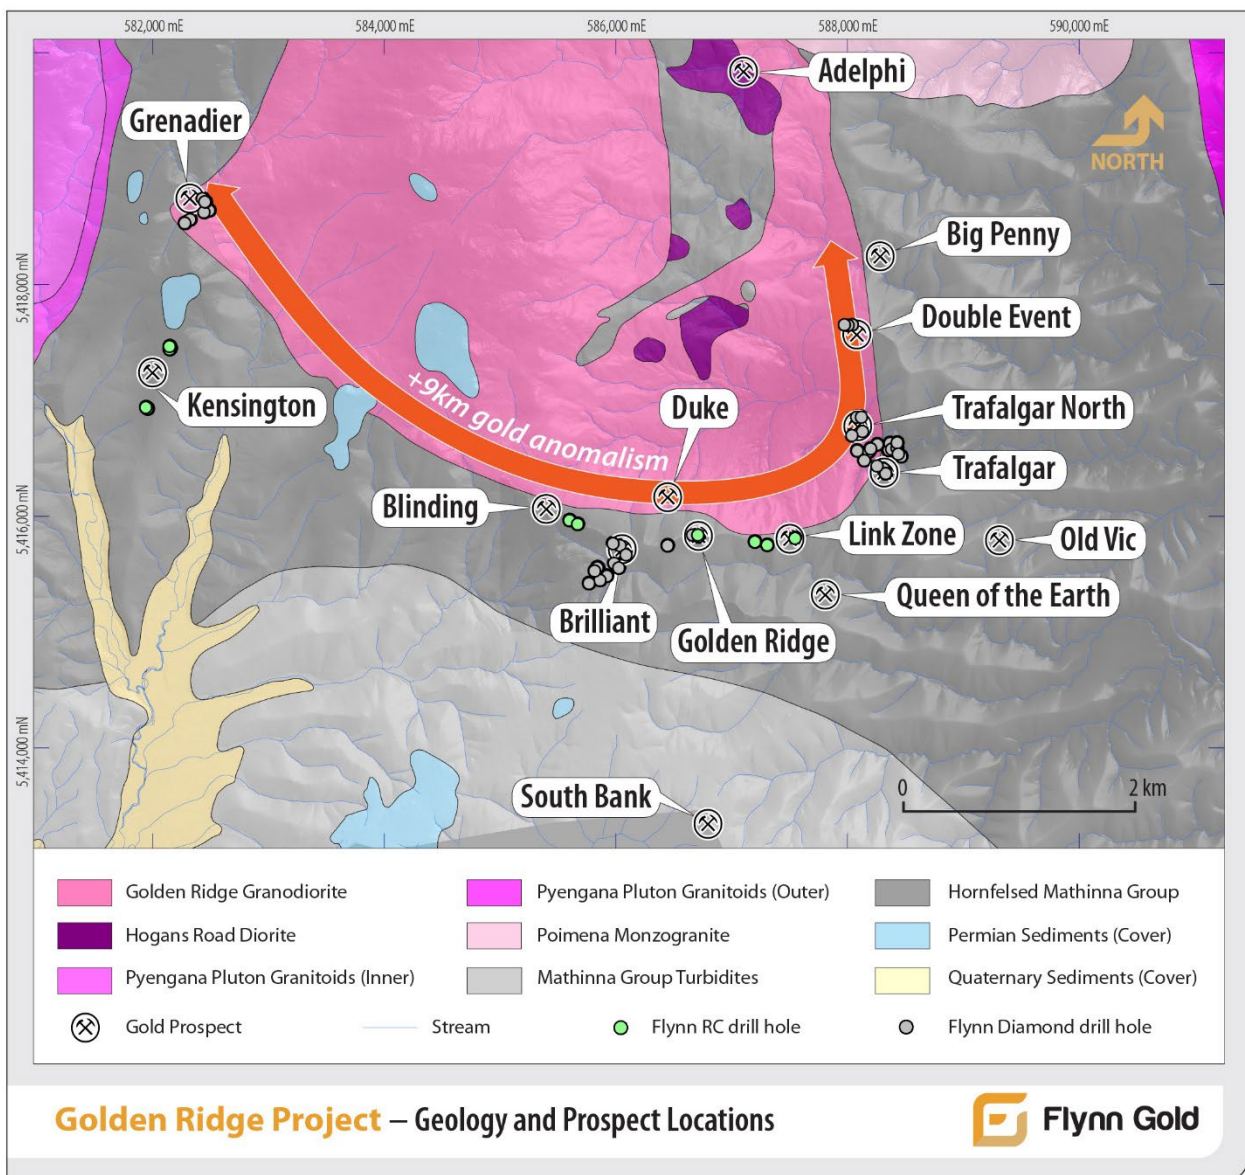 582,000 mE
584,000 mE
586,000 mE
588,000 mE
590,000 mE
5,418,000 mN
5,416,000 mN
5,414,000 mN
Adelphi
Grenadier
NORTH
Big Penny
Double Event
Kensington
+9km gold anomalism
Duke
Trafalgar North
Trafalgar
Blinding
Link Zone
Old Vic
Queen of the Earth
Brilliant
Golden Ridge
South Bank
0 2 km
Golden Ridge Granodiorite
Hogans Road Diorite
Pyengana Pluton Granitoids (Inner)
Pyengana Pluton Granitoids (Outer)
Poimena Monzogranite
Mathinna Group Turbidites
Hornfelsed Mathinna Group
Permian Sediments (Cover)
Quaternary Sediments (Cover)
Gold Prospect
Stream
Flynn RC drill hole
Flynn Diamond drill hole
Golden Ridge Project – Geology and Prospect Locations
Flynn Gold